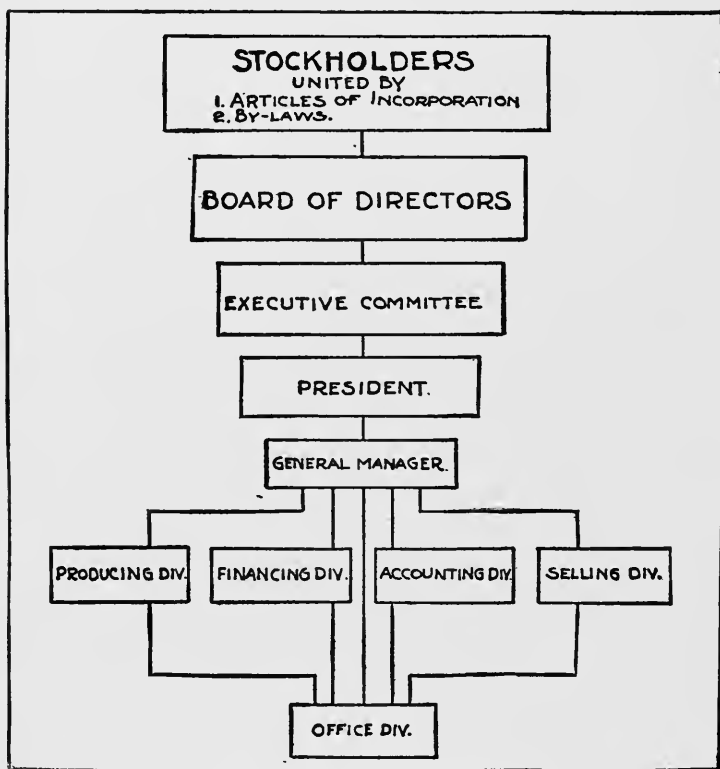 STOCKHOLDERS
UNITED BY
1. ARTICLES OF INCORPORATION
2. BY-LAWS.
BOARD OF DIRECTORS
EXECUTIVE COMMITTEE
PRESIDENT.
GENERAL MANAGER.
PRODUCING DIV.
FINANCING DIV.
ACCOUNTING DIV.
SELLING DIV.
OFFICE DIV.